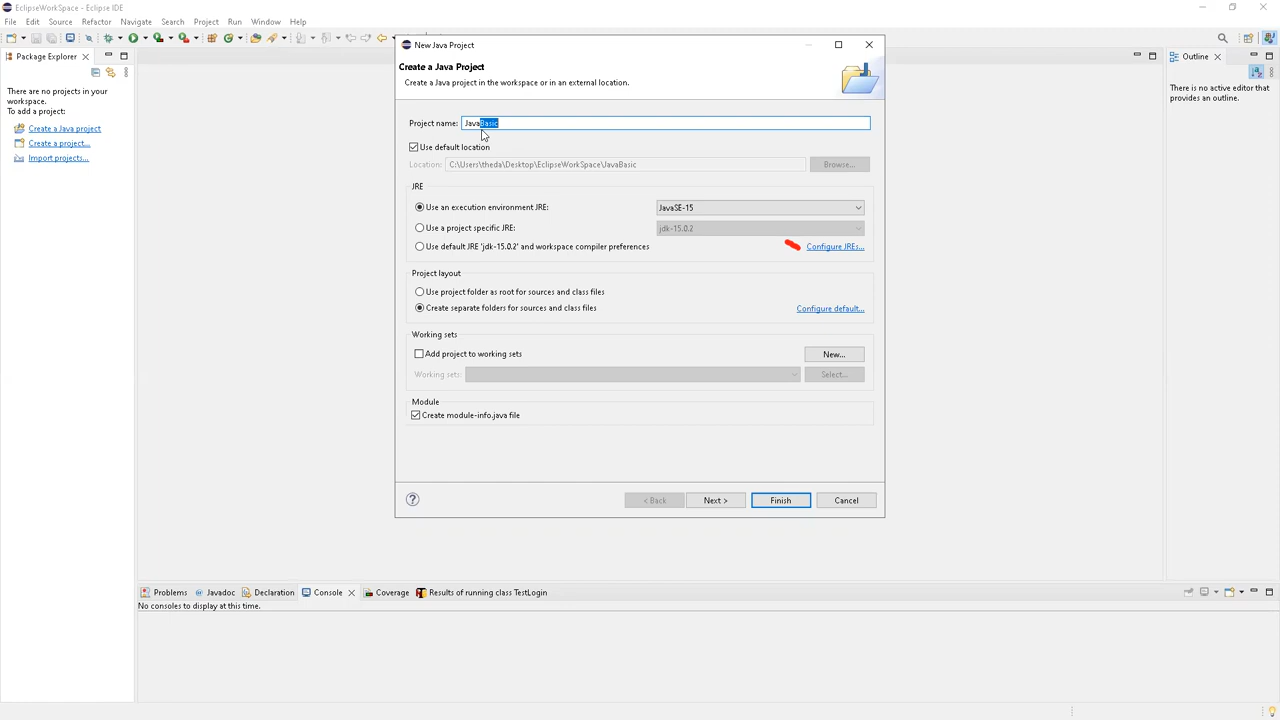 EclipseWorkSpace - Eclipse IDE
File Edit Source Refactor Navigate Search Project Run Window Help
Package Explorer
There are no projects in your
workspace.
To add a project:
Create a Java project
Create a project...
Import projects...
New Java Project
Create a Java Project
Create a Java project in the workspace or in an external location.
Project name: JavaBasic
Use default location
Location: C:\Users\theda\Desktop\EclipseWorkSpace\JavaBasic Browse...
JRE
Use an execution environment JRE: JavaSE-15
Use a project specific JRE: jdk-15.0.2
Use default JRE 'jdk-15.0.2' and workspace compiler preferences Configure JREs...
Project layout
Use project folder as root for sources and class files
Create separate folders for sources and class files Configure default...
Working sets
Add project to working sets New...
Working sets: Select...
Module
Create module-info.java file
< Back Next > Finish Cancel
Outline
There is no active editor that
provides an outline.
Problems Javadoc Declaration Console Coverage Results of running class TestLogin
No consoles to display at this time.